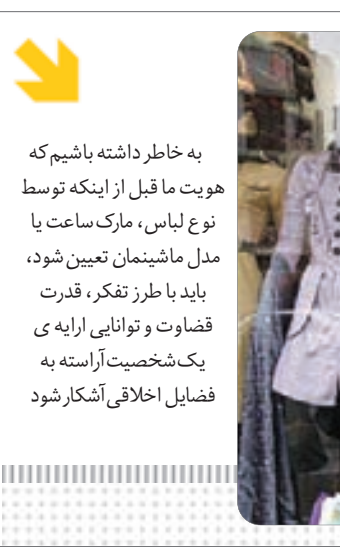 به خاطر داشته باشیم که
هویت ما قبل از اینکه توسط
نوع لباس، مارک ساعت یا
مدل ماشینمان تعیین شود،
باید با طرز تفکر، قدرت
قضاوت و توانایی ارایه ی
یک شخصیت آراسته به
فضایل اخلاقی آشکار شود